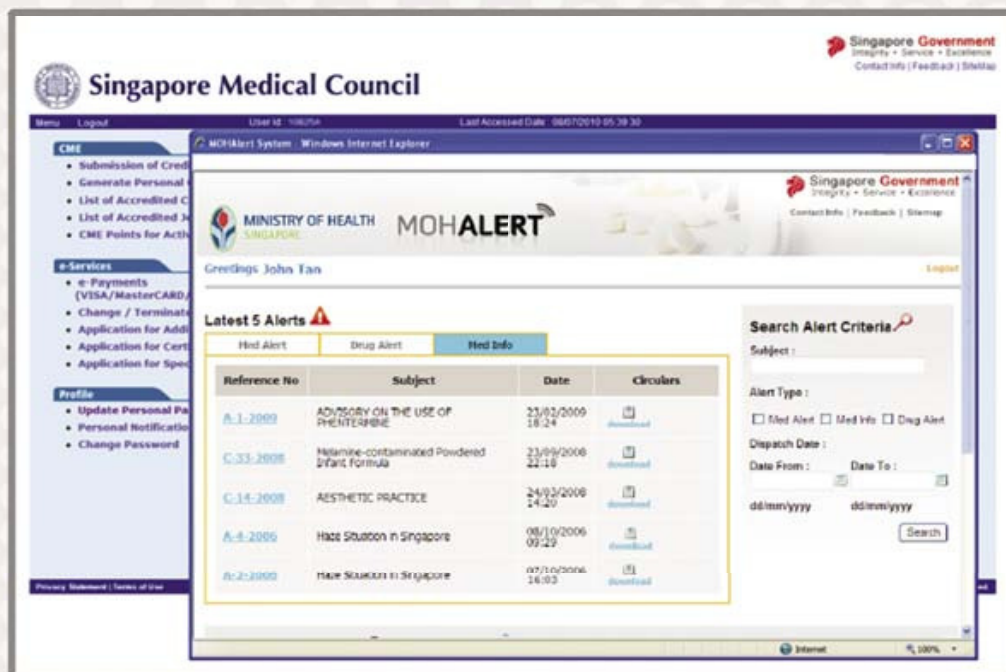 Singapore Government
Integrity • Service • Excellence
Contact Info | Feedback | SiteMap
Singapore Medical Council
Menu Logout User Id Last Accessed Date 05:39:30
CME
• Submission of Cred
• Generate Personal
• List of Accredited C
• List of Accredited J
• CME Points for Activ
e-Services
• e-Payments
(VISA/MasterCARD/
• Change / Terminate
• Application for Addi
• Application for Cert
• Application for Spec
Profile
• Update Personal Pa
• Personal Notificatio
• Change Password
MOHAlert System Windows Internet Explorer
Singapore Government
Integrity • Service • Excellence
Contact Info | Feedback | Sitemap
MINISTRY OF HEALTH
SINGAPORE
MOHALERT
Greetings John Tan
Logout
Latest 5 Alerts
Med Alert Drug Alert Med Info
Reference No Subject Date Circulars
A-1-2009 ADVISORY ON THE USE OF PHENTERMINE 23/02/2009 18:24 download
C-33-2008 Melamine-contaminated Powdered Infant Formula 23/09/2008 22:18 download
C-14-2008 AESTHETIC PRACTICE 24/03/2008 14:20 download
A-4-2006 Haze Situation in Singapore 08/10/2006 09:29 download
Haze Situation in Singapore 07/10/2006 16:03 download
Search Alert Criteria
Subject :
Alert Type :
Med Alert Med Info Drug Alert
Dispatch Date :
Date From : Date To :
dd/mm/yyyy dd/mm/yyyy
Search
Privacy Statement | Terms of Use
Internet 100%